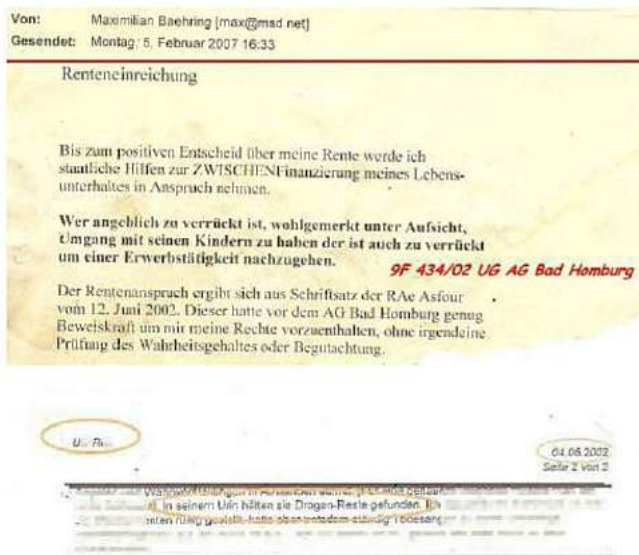 Von: Maximilian Baehring [max@msd net]
Gesendet: Montag, 5. Februar 2007 16:33
Renteneinreichung
Bis zum positiven Entscheid über meine Rente werde ich
staatliche Hilfen zur ZWISCHENFinanzierung meines Lebens-
unterhaltes in Anspruch nehmen.
Wer angeblich zu verrückt ist, wohlgemerkt unter Aufsicht,
Umgang mit seinen Kindern zu haben der ist auch zu verrückt
um einer Erwerbstätigkeit nachzugehen.
9F 434/02 UG AG Bad Homburg
Der Rentenanspruch ergibt sich aus Schriftsatz der RAe Asfour
vom 12. Juni 2002. Dieser hatte vor dem AG Bad Homburg genug
Beweiskraft um mir meine Rechte vorzuenthalten, ohne irgendeine
Prüfung des Wahrheitsgehaltes oder Begutachtung.
04.06.2002
Seite 2 von 2
in seinem Urin hätten sie Drogen-Reste gefunden.